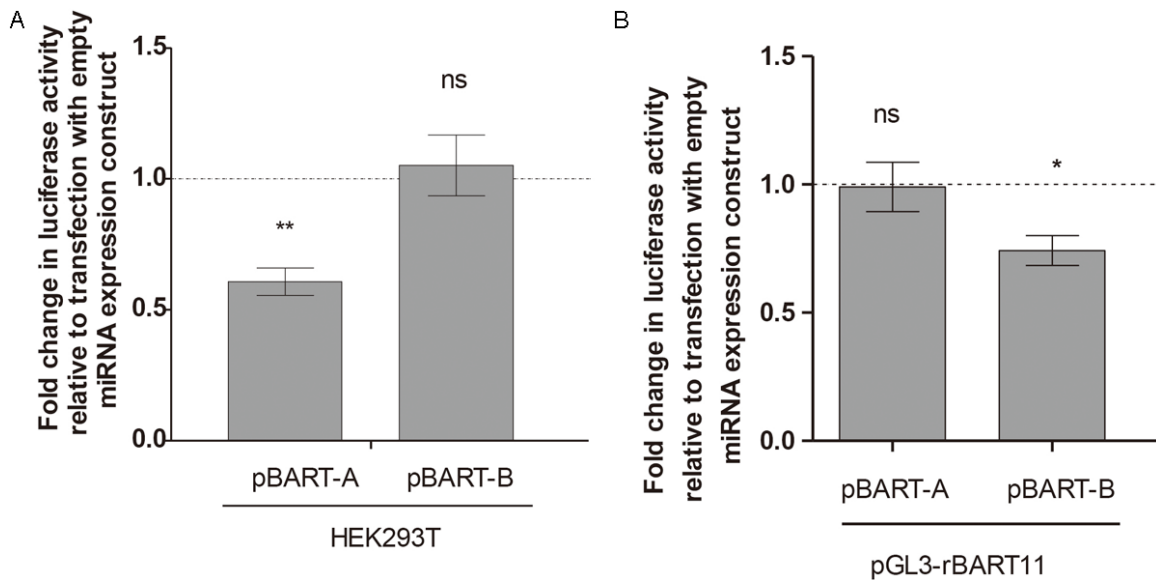 A
Fold change in luciferase activity
relative to transfection with empty
miRNA expression construct
1.5
1.0
0.5
0.0
**
ns
pBART-A
pBART-B
HEK293T
B
Fold change in luciferase activity
relative to transfection with empty
miRNA expression construct
1.5
1.0
0.5
0.0
ns
*
pBART-A
pBART-B
pGL3-rBART11